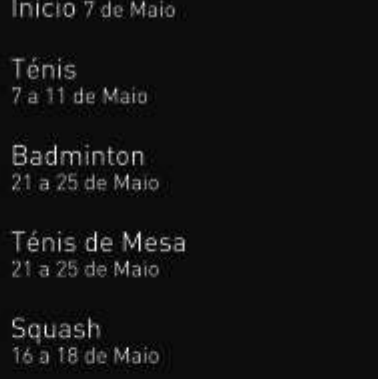 Início 7 de Maio
Ténis
7 a 11 de Maio
Badminton
21 a 25 de Maio
Ténis de Mesa
21 a 25 de Maio
Squash
16 a 18 de Maio